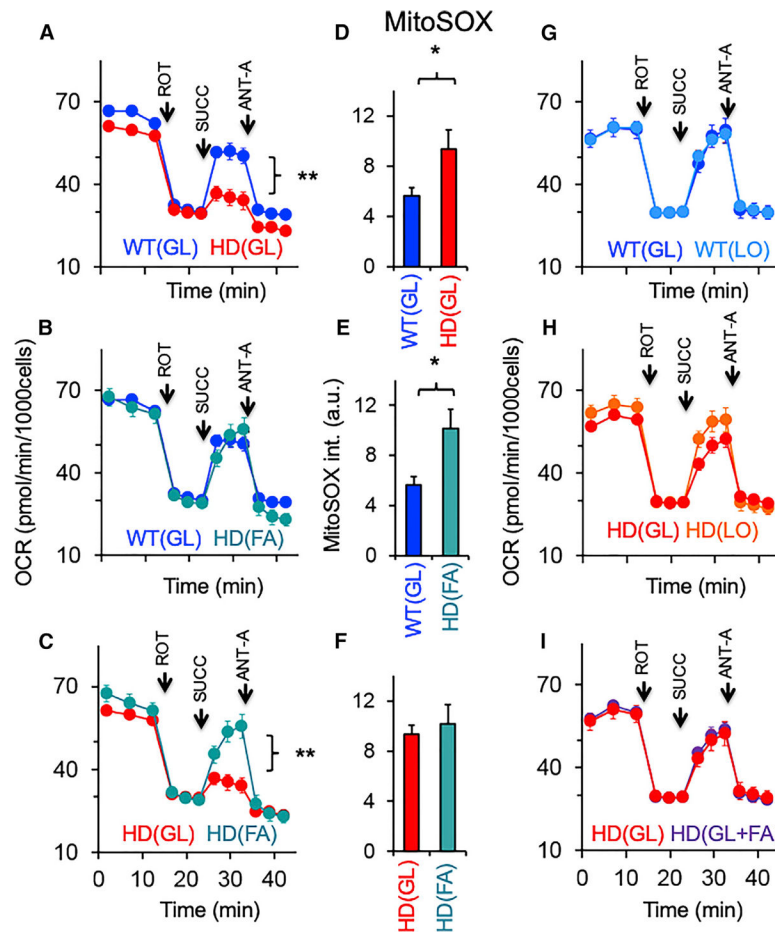 MitoSOX
A
ROT
SUCC
ANT-A
70
40
10
**
WT(GL) HD(GL)
Time (min)
D
*
12
8
4
0
WT(GL)
HD(GL)
G
ROT
SUCC
ANT-A
70
40
10
WT(GL) WT(LO)
Time (min)
B
ROT
SUCC
ANT-A
70
40
10
OCR (pmol/min/1000cells)
WT(GL) HD(FA)
Time (min)
E
*
12
8
4
0
MitoSOX int. (a.u.)
WT(GL)
HD(FA)
H
ROT
SUCC
ANT-A
70
40
10
OCR (pmol/min/1000cells)
HD(GL) HD(LO)
Time (min)
C
ROT
SUCC
ANT-A
70
40
10
**
HD(GL) HD(FA)
0 20 20 40
Time (min)
F
12
8
4
0
HD(GL)
HD(FA)
I
ROT
SUCC
ANT-A
70
40
10
HD(GL) HD(GL+FA
0 10 20 30 40
Time (min)